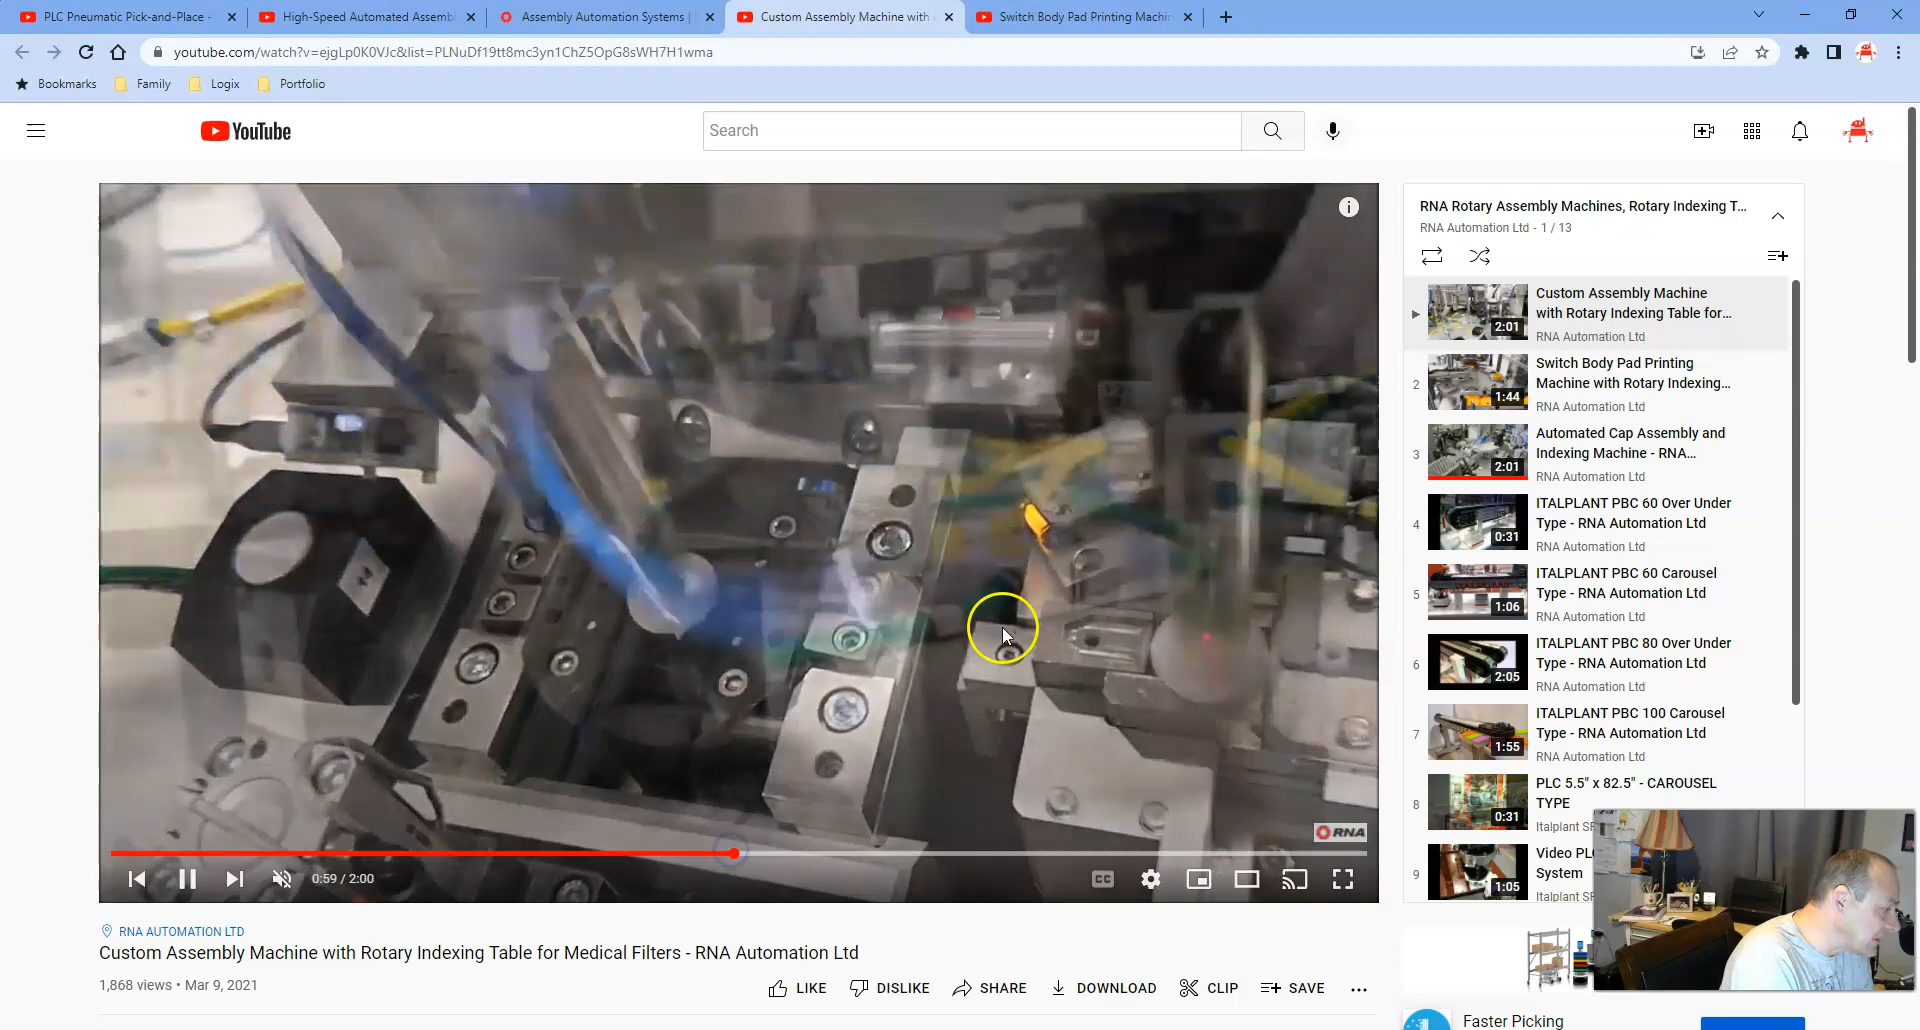 PLC Pneumatic Pick-and-Place -
High-Speed Automated Assembl
Assembly Automation Systems |
Custom Assembly Machine with
Switch Body Pad Printing Machin
youtube.com/watch?v=ejgLp0K0VJc&list=PLNuDf19tt8mc3yn1ChZ5OpG8sWH7H1wma
Bookmarks
Family
Logix
Portfolio
YouTube
Search
RNA
0:59 / 2:00
CC
RNA AUTOMATION LTD
Custom Assembly Machine with Rotary Indexing Table for Medical Filters - RNA Automation Ltd
1,868 views • Mar 9, 2021
LIKE
DISLIKE
SHARE
DOWNLOAD
CLIP
SAVE
RNA Rotary Assembly Machines, Rotary Indexing T...
RNA Automation Ltd - 1 / 13
2:01
Custom Assembly Machine
with Rotary Indexing Table for...
RNA Automation Ltd
2
1:44
Switch Body Pad Printing
Machine with Rotary Indexing...
RNA Automation Ltd
3
2:01
Automated Cap Assembly and
Indexing Machine - RNA...
RNA Automation Ltd
4
0:31
ITALPLANT PBC 60 Over Under
Type - RNA Automation Ltd
RNA Automation Ltd
5
1:06
ITALPLANT PBC 60 Carousel
Type - RNA Automation Ltd
RNA Automation Ltd
6
2:05
ITALPLANT PBC 80 Over Under
Type - RNA Automation Ltd
RNA Automation Ltd
7
1:55
ITALPLANT PBC 100 Carousel
Type - RNA Automation Ltd
RNA Automation Ltd
8
0:31
PLC 5.5" x 82.5" - CAROUSEL
TYPE
Italplant
9
1:05
Video
System
Italplant
Faster Picking